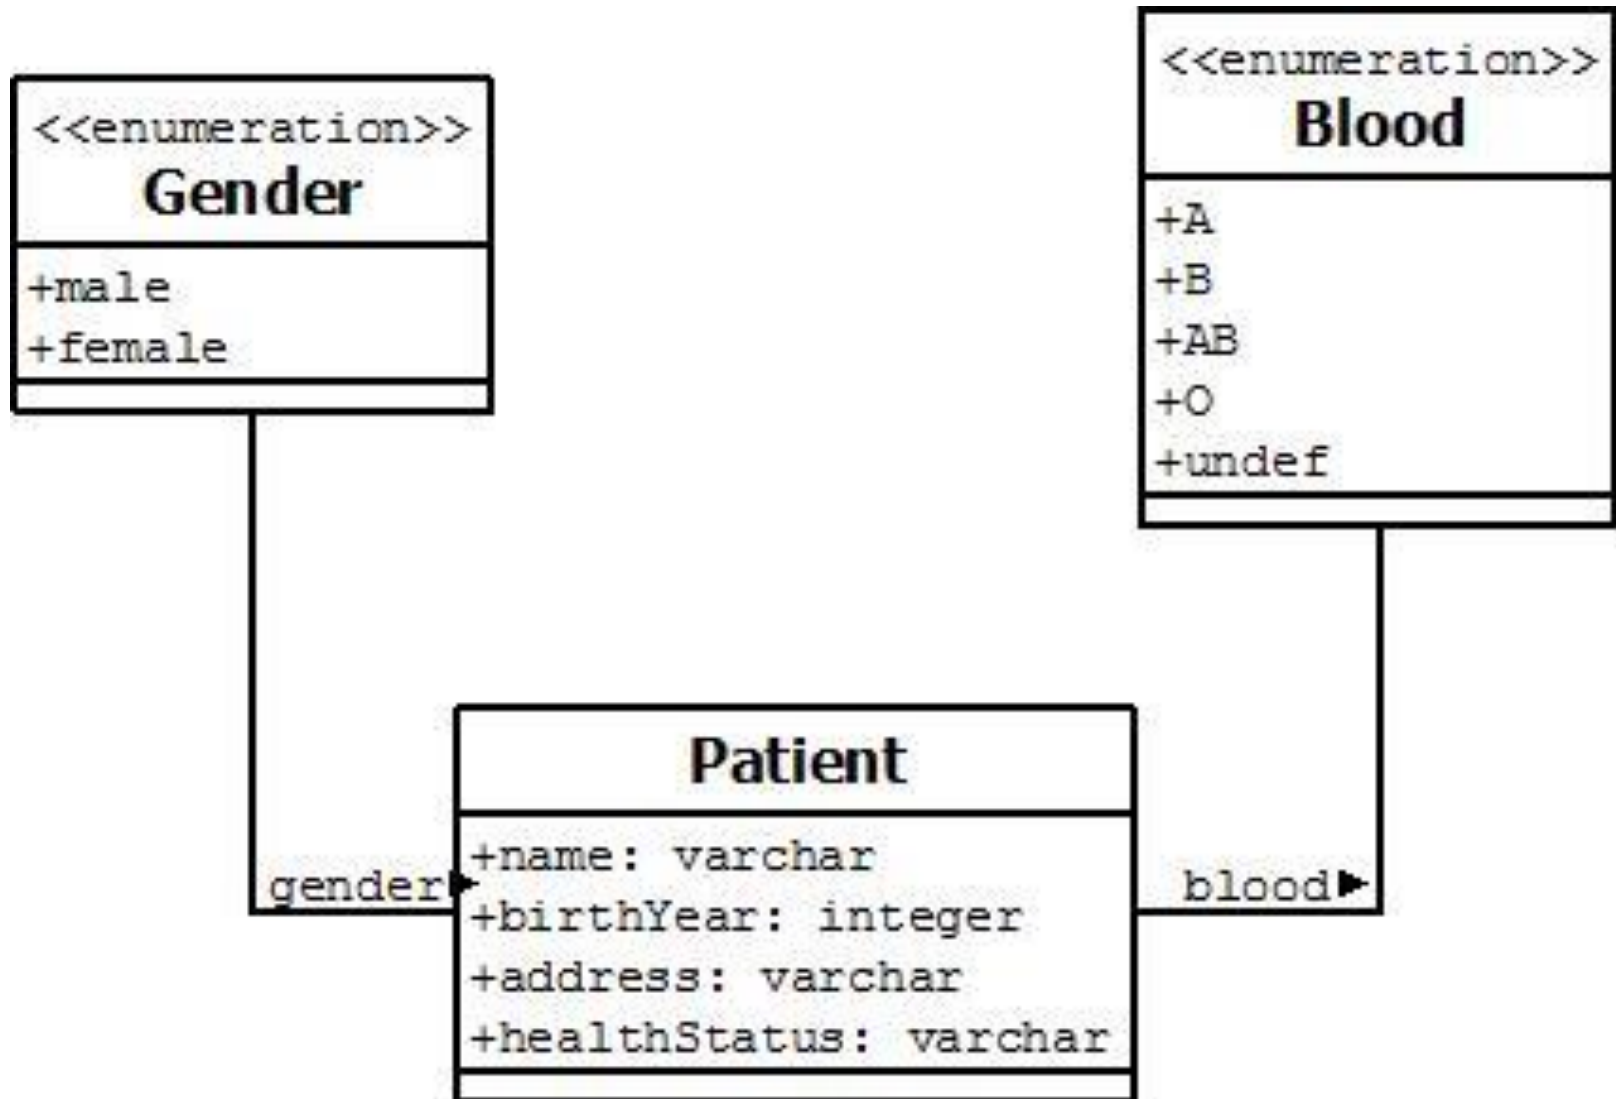 <<enumeration>>
Gender
+male
+female
<<enumeration>>
Blood
+A
+B
+AB
+O
+undef
gender
Patient
+name: varchar
+birthYear: integer
+address: varchar
+healthStatus: varchar
blood